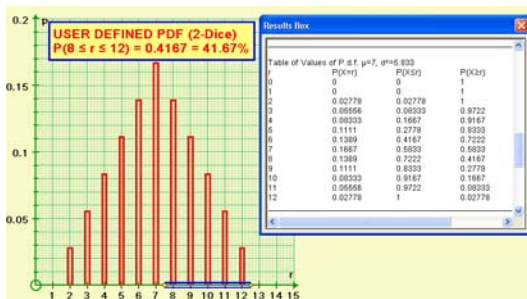 0.2
p
USER DEFINED PDF (2-Dice)
P(8 ≤ r ≤ 12) = 0.4167 = 41.67%
0.15
0.1
0.05
r
1 2 3 4 5 6 7 8 9 10 11 12 13 14 15
Results Box
Table of Values of P.d.f. μ=7, σ²=5.833
r P(X=r) P(X≤r) P(X≥r)
0 0 0 1
1 0 0 1
2 0.02778 0.02778 1
3 0.05556 0.08333 0.9722
4 0.08333 0.1667 0.9167
5 0.1111 0.2778 0.8333
6 0.1389 0.4167 0.7222
7 0.1667 0.5833 0.5833
8 0.1389 0.7222 0.4167
9 0.1111 0.8333 0.2778
10 0.08333 0.9167 0.1667
11 0.05556 0.9722 0.08333
12 0.02778 1 0.02778